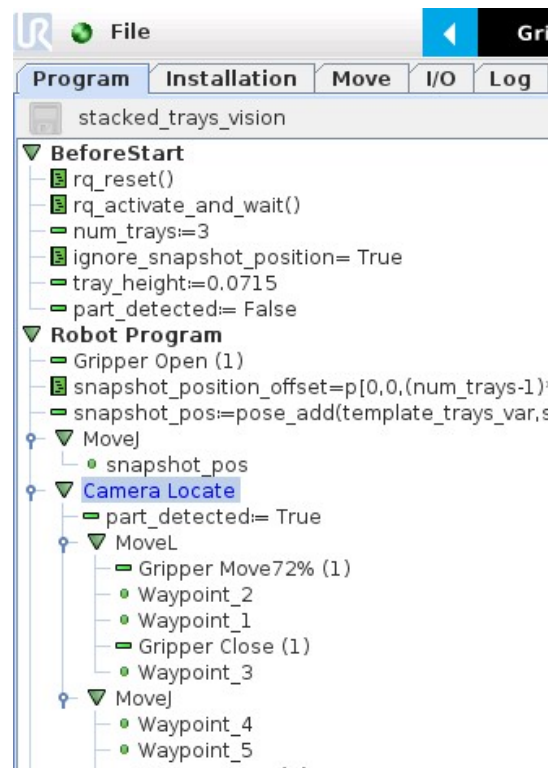 UR File Gri
Program Installation Move I/O Log
stacked_trays_vision
BeforeStart
rq_reset()
rq_activate_and_wait()
num_trays:=3
ignore_snapshot_position= True
tray_height:=0.0715
part_detected:= False
Robot Program
Gripper Open (1)
snapshot_position_offset=p[0,0,(num_trays-1)*
snapshot_pos:=pose_add(template_trays_var,s
MoveJ
snapshot_pos
Camera Locate
part_detected:= True
MoveL
Gripper Move72% (1)
Waypoint_2
Waypoint_1
Gripper Close (1)
Waypoint_3
MoveJ
Waypoint_4
Waypoint_5